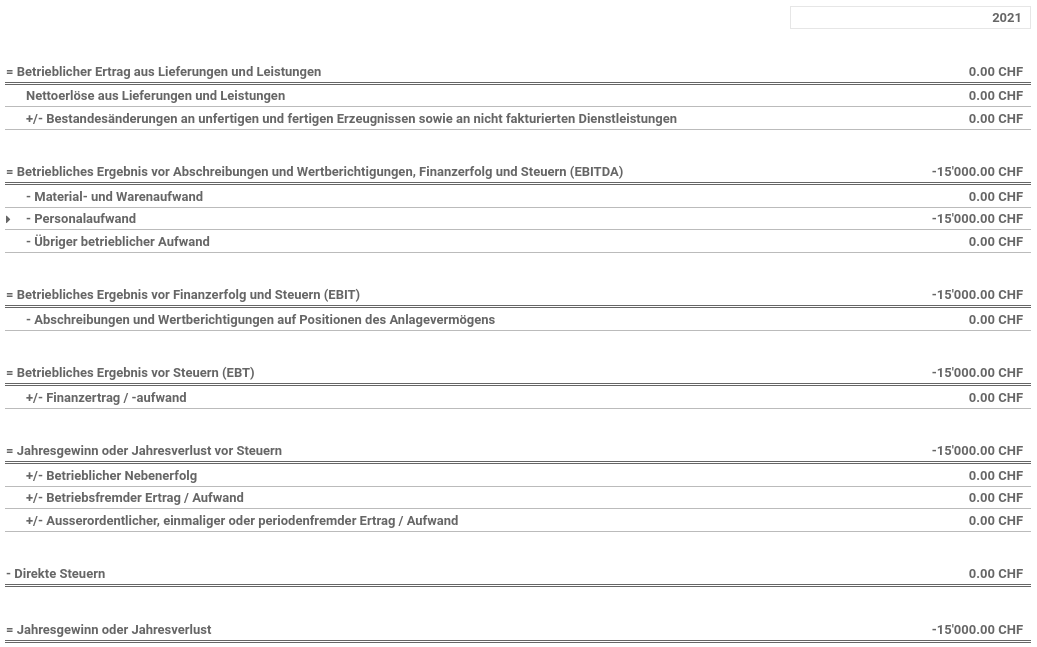 2021
= Betrieblicher Ertrag aus Lieferungen und Leistungen 0.00 CHF
Nettoerlöse aus Lieferungen und Leistungen 0.00 CHF
+/- Bestandesänderungen an unfertigen und fertigen Erzeugnissen sowie an nicht fakturierten Dienstleistungen 0.00 CHF
= Betriebliches Ergebnis vor Abschreibungen und Wertberichtigungen, Finanzerfolg und Steuern (EBITDA) -15'000.00 CHF
- Material- und Warenaufwand 0.00 CHF
- Personalaufwand -15'000.00 CHF
- Übriger betrieblicher Aufwand 0.00 CHF
= Betriebliches Ergebnis vor Finanzerfolg und Steuern (EBIT) -15'000.00 CHF
- Abschreibungen und Wertberichtigungen auf Positionen des Anlagevermögens 0.00 CHF
= Betriebliches Ergebnis vor Steuern (EBT) -15'000.00 CHF
+/- Finanzertrag / -aufwand 0.00 CHF
= Jahresgewinn oder Jahresverlust vor Steuern -15'000.00 CHF
+/- Betrieblicher Nebenerfolg 0.00 CHF
+/- Betriebsfremder Ertrag / Aufwand 0.00 CHF
+/- Ausserordentlicher, einmaliger oder periodenfremder Ertrag / Aufwand 0.00 CHF
- Direkte Steuern 0.00 CHF
= Jahresgewinn oder Jahresverlust -15'000.00 CHF